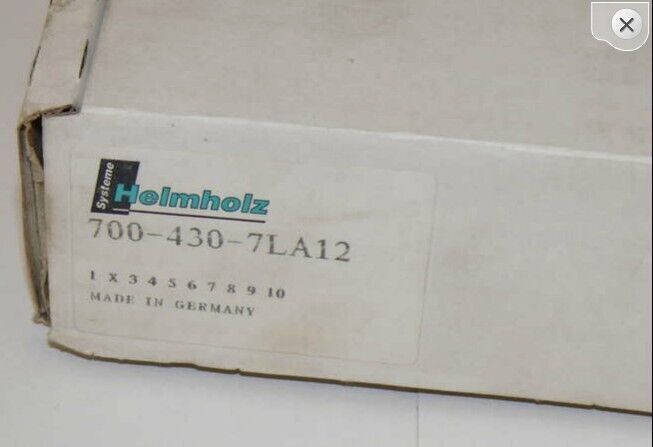 Systeme
Helmholz
700-430-7LA12
1 X 3 4 5 6 7 8 9 10
MADE IN GERMANY